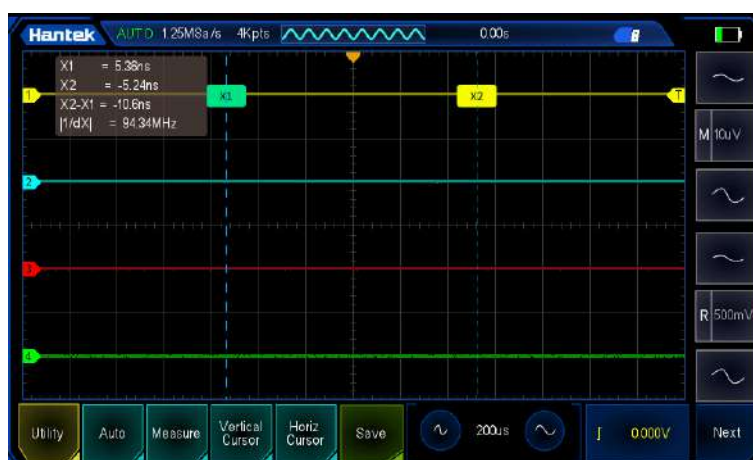 Hantek AUTO 1.25MSa/s 4Kpts 0.00s
X1 = 5.36ns
X2 = -5.24ns
X2-X1 = -10.6ns
|1/dX| = 94.34MHz
1 X1 X2 T
M 10uV
2
3
R 500mV
4
Utility Auto Measure Vertical Cursor Horiz Cursor Save 200us 0.000V Next